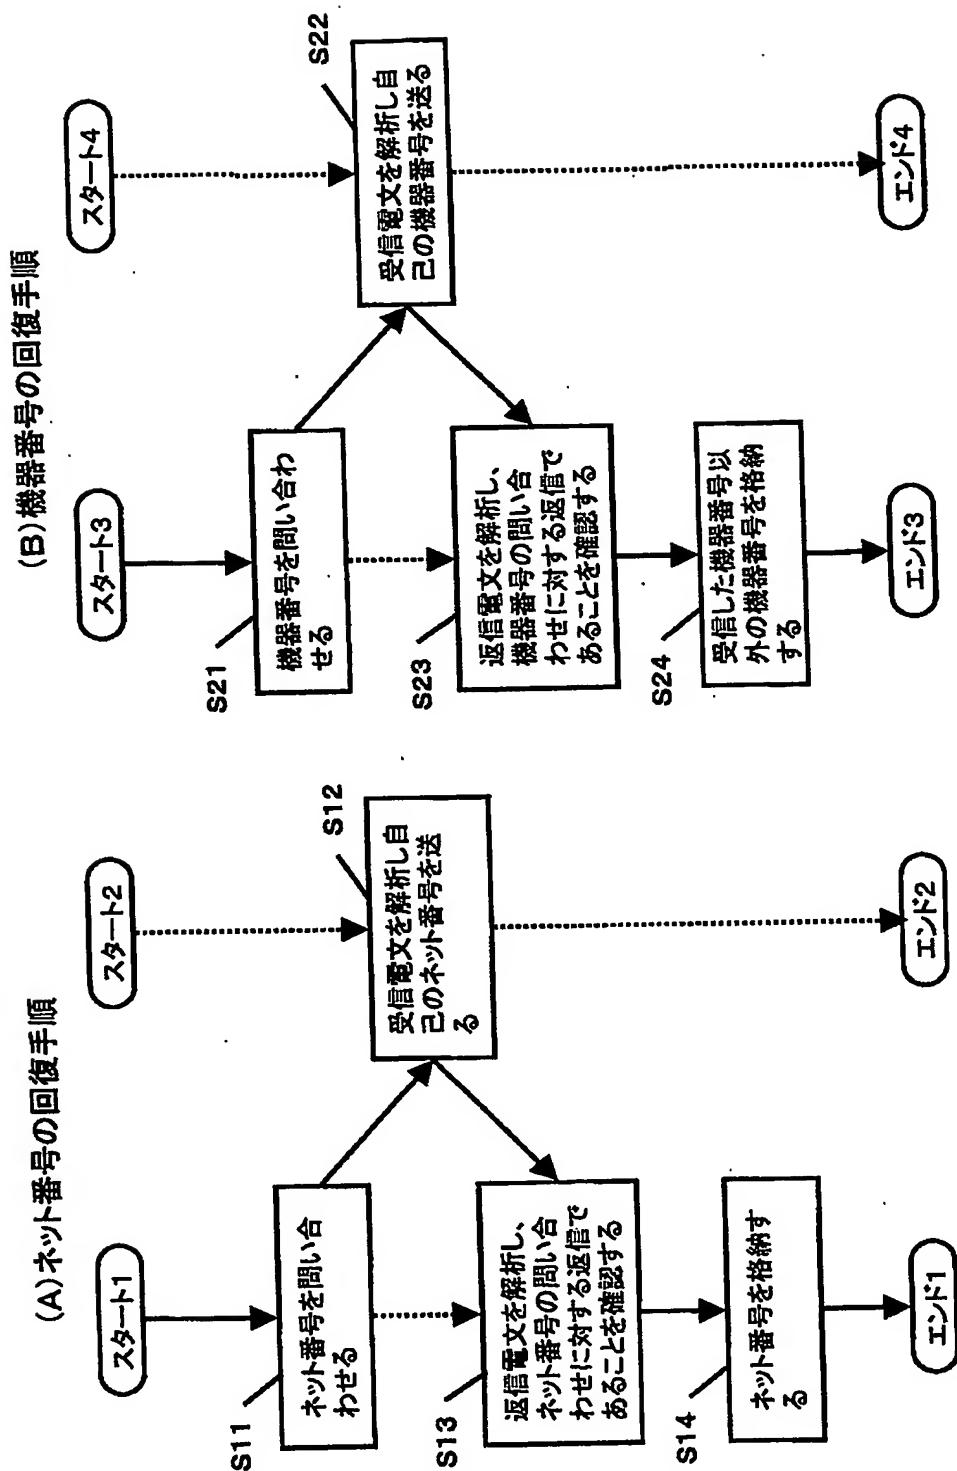 (A)ネット番号の回復手順
スタート1
スタート2
S11
ネット番号を問い合
わせる
S12
受信電文を解析し自
己のネット番号を送
る
S13
返信電文を解析し、
ネット番号の問い合
わせに対する返信で
あることを確認する
S14
ネット番号を格納す
る
エンド1
エンド2
(B)機器番号の回復手順
スタート3
スタート4
S21
機器番号を問い合わ
せる
S22
受信電文を解析し自
己の機器番号を送る
S23
返信電文を解析し、
機器番号の問い合
わせに対する返信で
あることを確認する
S24
受信した機器番号以
外の機器番号を格納
する
エンド3
エンド4